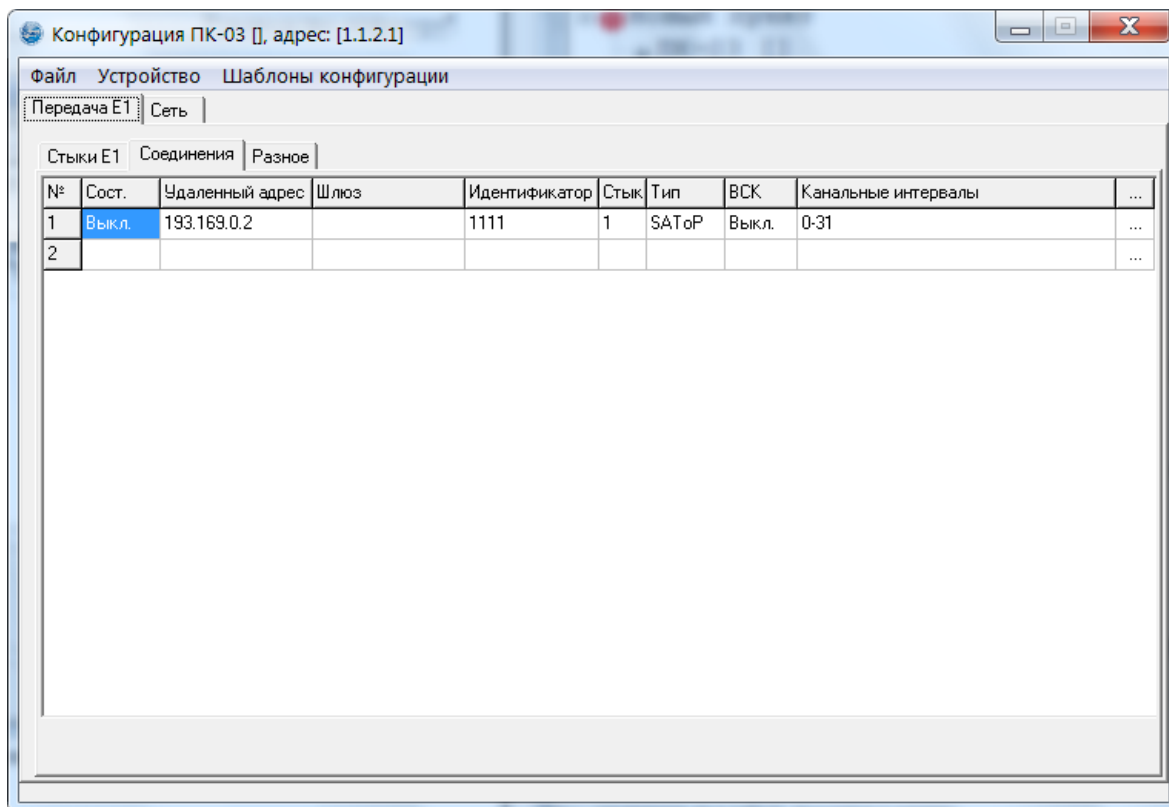 Конфигурация ПК-03 [], адрес: [1.1.2.1]
Файл Устройство Шаблоны конфигурации
Передача Е1 Сеть
Стыки Е1 Соединения Разное
№ Сост. Удаленный адрес Шлюз Идентификатор Стык Тип ВСК Канальные интервалы ...
1 Выкл. 193.169.0.2 1111 1 SAToP Выкл. 0-31 ...
2 ...